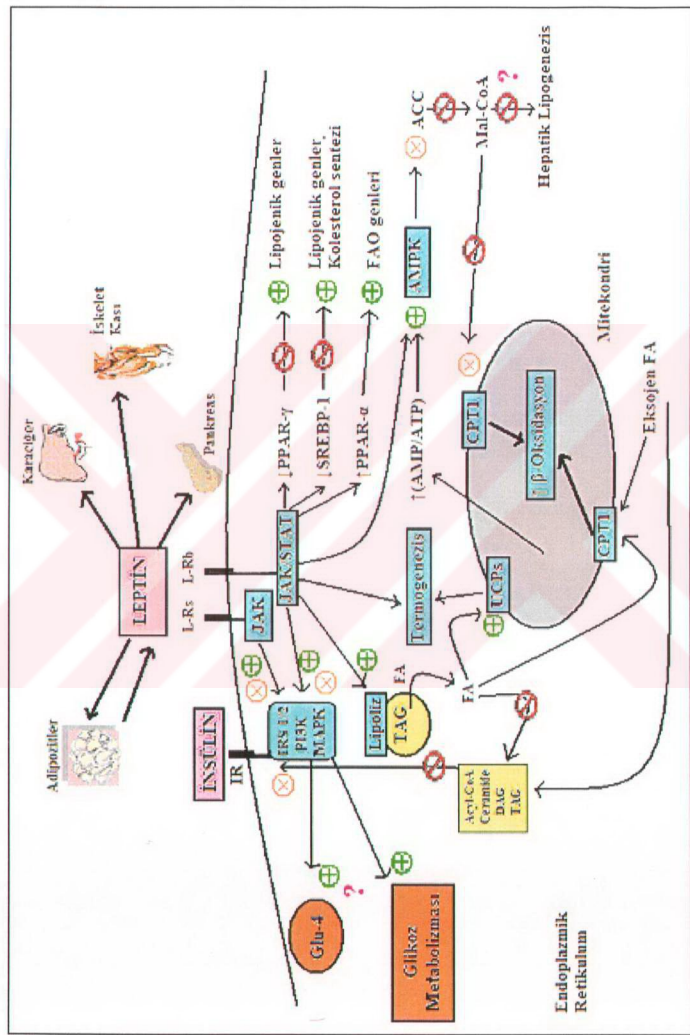 Adipozitler
Karaciğer
İskelet
Kası
Pankreas
LEPTİN
L-Rs
L-Rb
İNSÜLİN
IR
JAK
JAK/STAT
IRS 1/2
PI3K
MAPK
↓PPAR-γ
Lipojenik genler
↓SREBP-1
Lipojenik genler,
Kolesterol sentezi
↑PPAR-α
FAO genleri
↑(AMP/ATP)
AMPK
ACC
Mal-CoA
?
Hepatik Lipogenezis
Glu-4
?
Glikoz
Metabolizması
Lipoliz
TAG
FA
FA
Termogenezis
UCPs
CPT1
↑β-Oksidasyon
CPT1
Mitekondri
Eksojen FA
Acyl-CoA
Ceramide
DAG
TAG
Endoplazmik
Retikulum